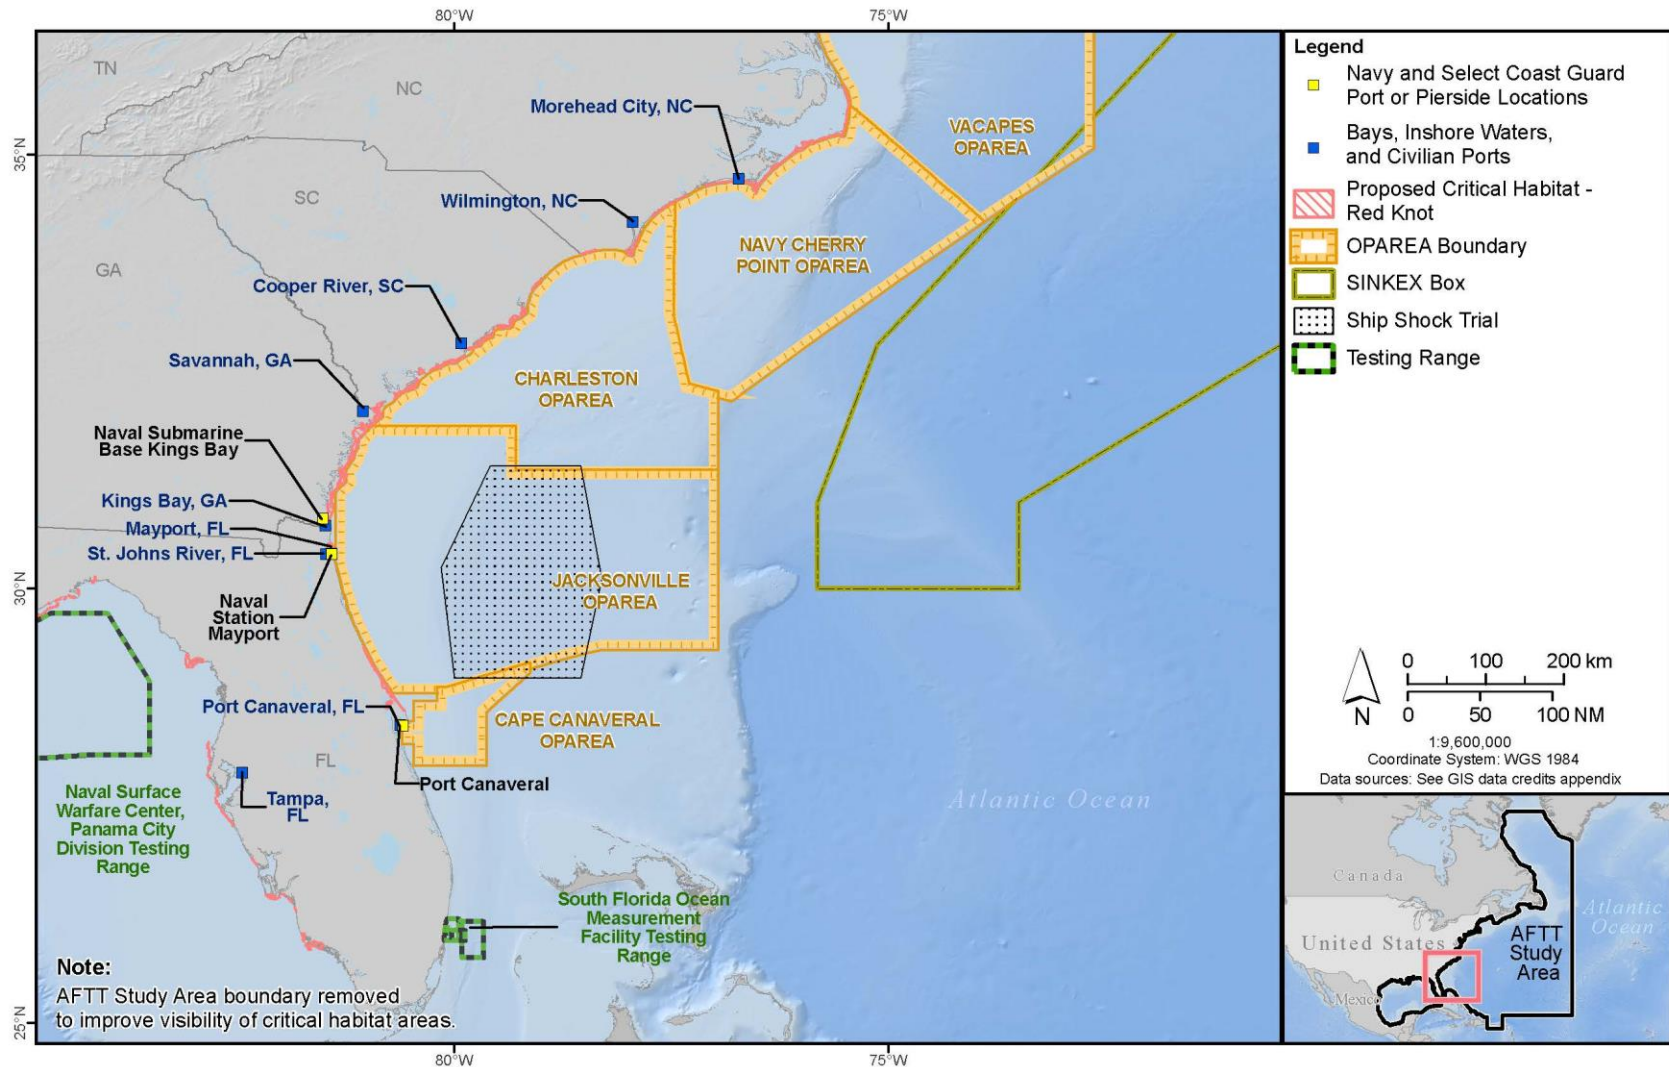 80°W
75°W
TN
NC
Morehead City, NC
VACAPES
OPAREA
35°N
35°N
SC
Wilmington, NC
NAVY CHERRY
POINT OPAREA
GA
Cooper River, SC
Savannah, GA
CHARLESTON
OPAREA
Naval Submarine
Base Kings Bay
Kings Bay, GA
Mayport, FL
St. Johns River, FL
30°N
30°N
JACKSONVILLE
OPAREA
Naval
Station
Mayport
Port Canaveral, FL
CAPE CANAVERAL
OPAREA
FL
Port Canaveral
Tampa,
FL
Naval Surface
Warfare Center,
Panama City
Division Testing
Range
Atlantic Ocean
South Florida Ocean
Measurement
Facility Testing
Range
Note:
AFTT Study Area boundary removed
to improve visibility of critical habitat areas.
25°N
80°W
75°W
Legend
Navy and Select Coast Guard
Port or Pierside Locations
Bays, Inshore Waters,
and Civilian Ports
Proposed Critical Habitat -
Red Knot
OPAREA Boundary
SINKEX Box
Ship Shock Trial
Testing Range
N
0 100 200 km
0 50 100 NM
1:9,600,000
Coordinate System: WGS 1984
Data sources: See GIS data credits appendix
Canada
United States
Mexico
Atlantic
Ocean
AFTT
Study
Area